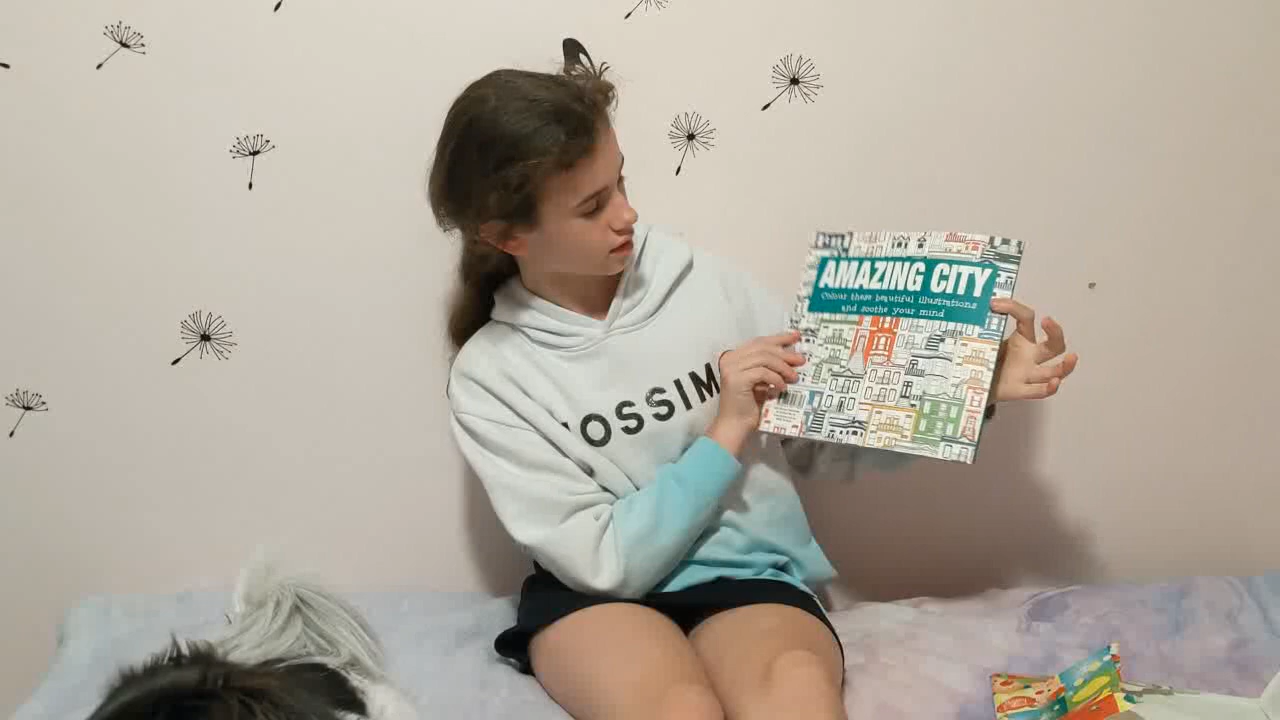 AMAZING CITY
Colour these beautiful illustrations
and soothe your mind
OSSIM